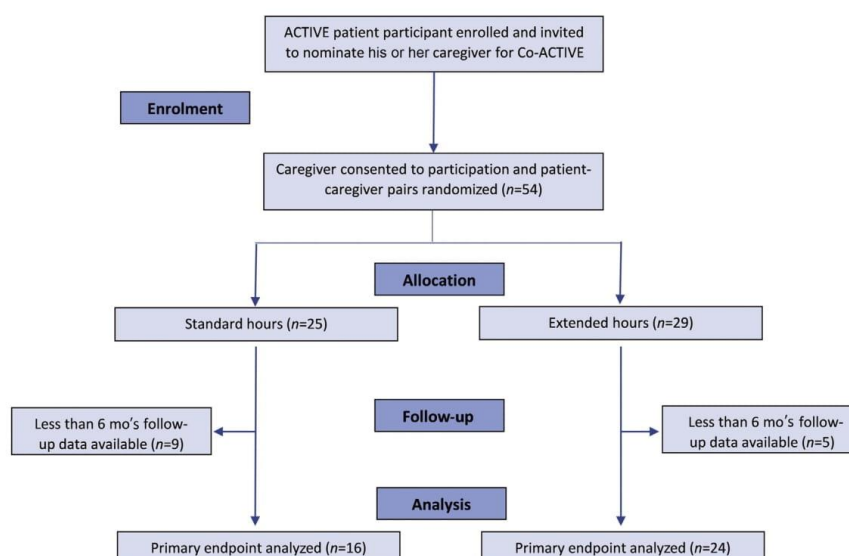 ACTIVE patient participant enrolled and invited
to nominate his or her caregiver for Co-ACTIVE
Enrolment
Caregiver consented to participation and patient-
caregiver pairs randomized (n=54)
Allocation
Standard hours (n=25)
Extended hours (n=29)
Less than 6 mo's follow-
up data available (n=9)
Follow-up
Less than 6 mo's follow-
up data available (n=5)
Analysis
Primary endpoint analyzed (n=16)
Primary endpoint analyzed (n=24)